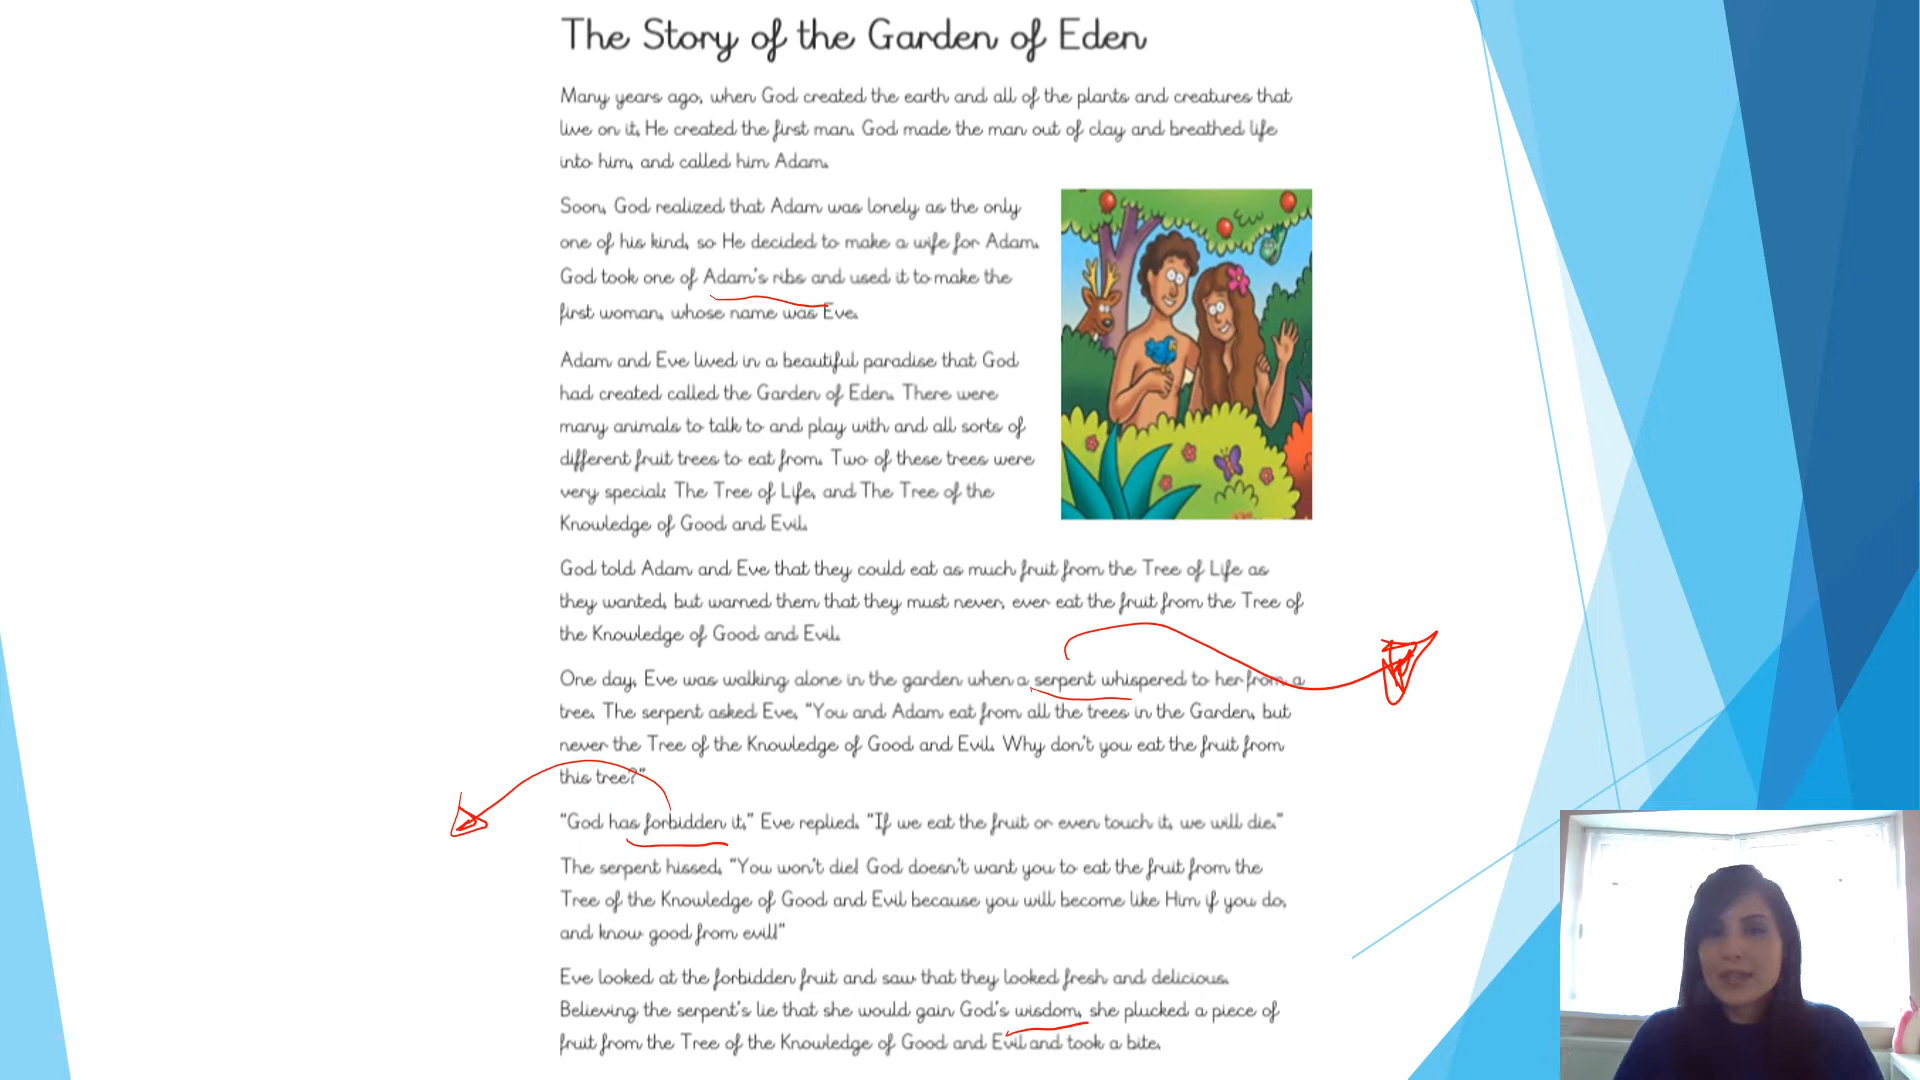 The Story of the Garden of Eden
Many years ago, when God created the earth and all of the plants and creatures that
live on it, He created the first man. God made the man out of clay and breathed life
into him, and called him Adam.
Soon, God realized that Adam was lonely as the only
one of his kind, so He decided to make a wife for Adam.
God took one of Adam's ribs and used it to make the
first woman, whose name was Eve.
Adam and Eve lived in a beautiful paradise that God
had created called the Garden of Eden. There were
many animals to talk to and play with and all sorts of
different fruit trees to eat from. Two of these trees were
very special: The Tree of Life, and The Tree of the
Knowledge of Good and Evil.
God told Adam and Eve that they could eat as much fruit from the Tree of Life as
they wanted, but warned them that they must never, ever eat the fruit from the Tree of
the Knowledge of Good and Evil.
One day, Eve was walking alone in the garden when a serpent whispered to her from a
tree. The serpent asked Eve, "You and Adam eat from all the trees in the Garden, but
never the Tree of the Knowledge of Good and Evil. Why don't you eat the fruit from
this tree?"
"God has forbidden it," Eve replied. "If we eat the fruit or even touch it, we will die."
The serpent hissed, "You won't die! God doesn't want you to eat the fruit from the
Tree of the Knowledge of Good and Evil because you will become like Him if you do,
and know good from evil!"
Eve looked at the forbidden fruit and saw that they looked fresh and delicious.
Believing the serpent's lie that she would gain God's wisdom, she plucked a piece of
fruit from the Tree of the Knowledge of Good and Evil and took a bite.